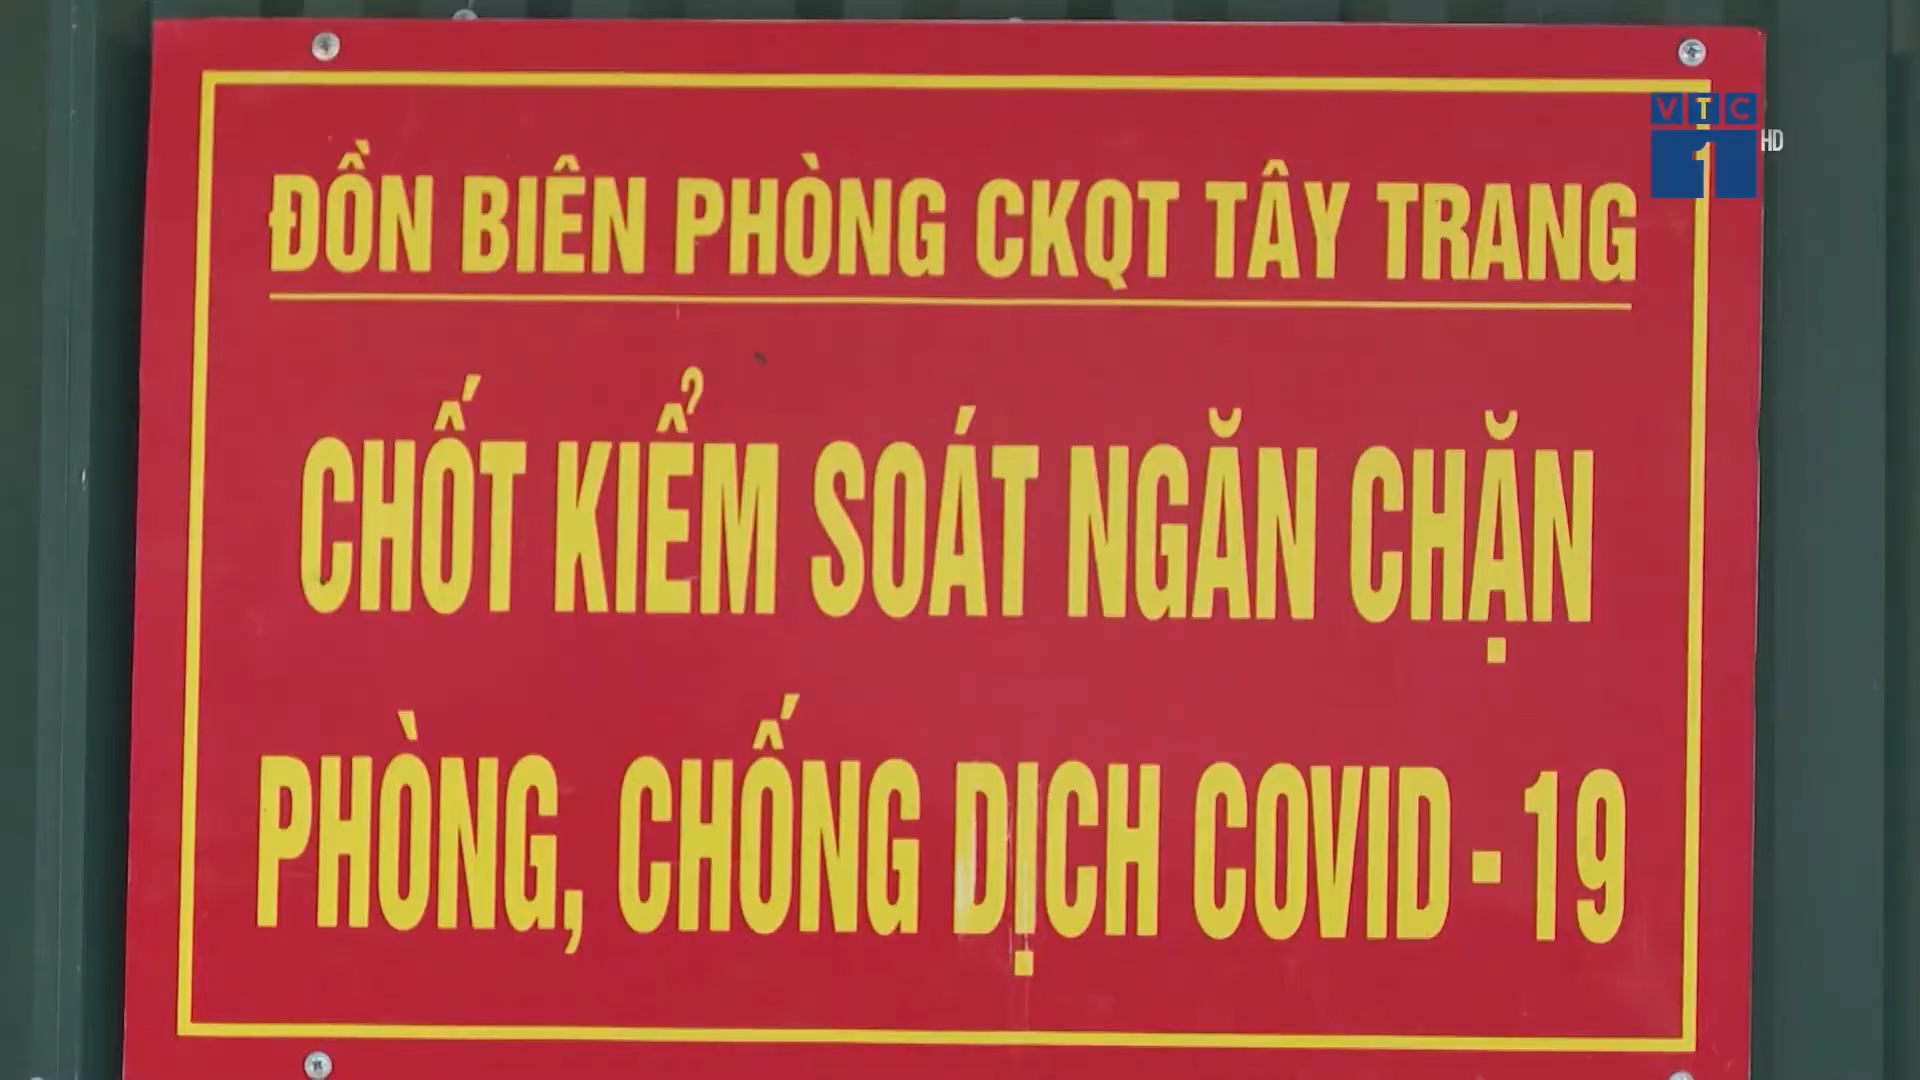 ĐỒN BIÊN PHÒNG CKQT TÂY TRANG
CHỐT KIỂM SOÁT NGĂN CHẶN
PHÒNG, CHỐNG DỊCH COVID - 19
VTC
1
HD